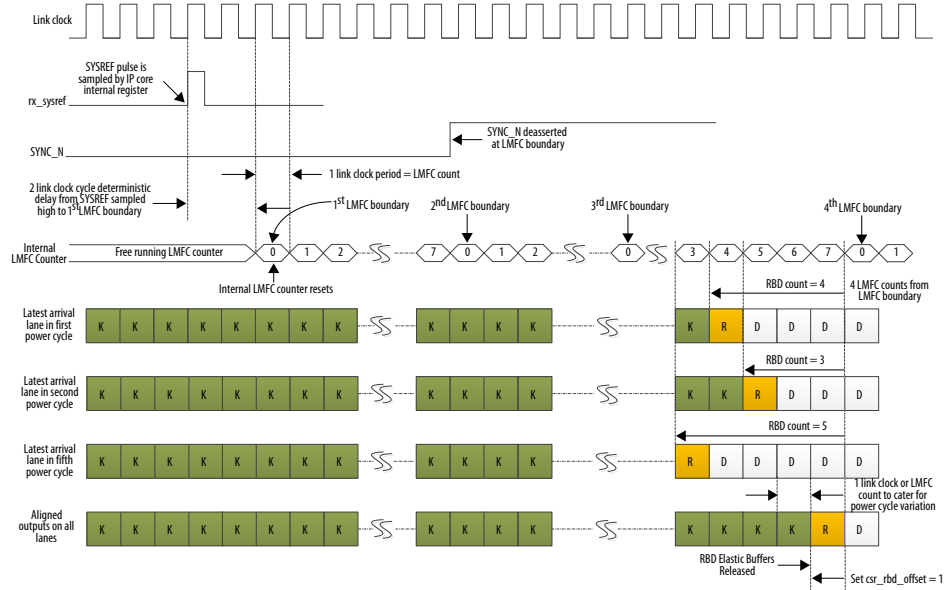 Link clock
SYSREF pulse is
sampled by IP core
internal register
rx_sysref
SYNC_N deasserted
at LMFC boundary
SYNC_N
1 link clock period = LMFC count
2 link clock cycle deterministic
delay from SYSREF sampled
high to 1st LMFC boundary
1st LMFC boundary
2nd LMFC boundary
3rd LMFC boundary
4th LMFC boundary
Internal
LMFC Counter
Free running LMFC counter
0 1 2 7 0 1 2 0 3 4 5 6 7 0 1
Internal LMFC counter resets
RBD count = 4
4 LMFC counts from
LMFC boundary
Latest arrival
lane in first
power cycle
K K K K K K K K K K K K K R D D D D
RBD count = 3
Latest arrival
lane in second
power cycle
K K K K K K K K K K K K K K R D D D
RBD count = 5
Latest arrival
lane in fifth
power cycle
K K K K K K K K K K K K R D D D D D
1 link clock or LMFC
count to cater for
power cycle variation
Aligned
outputs on all
lanes
K K K K K K K K K K K K K K K K R D
RBD Elastic Buffers
Released
Set csr_rbd_offset = 1